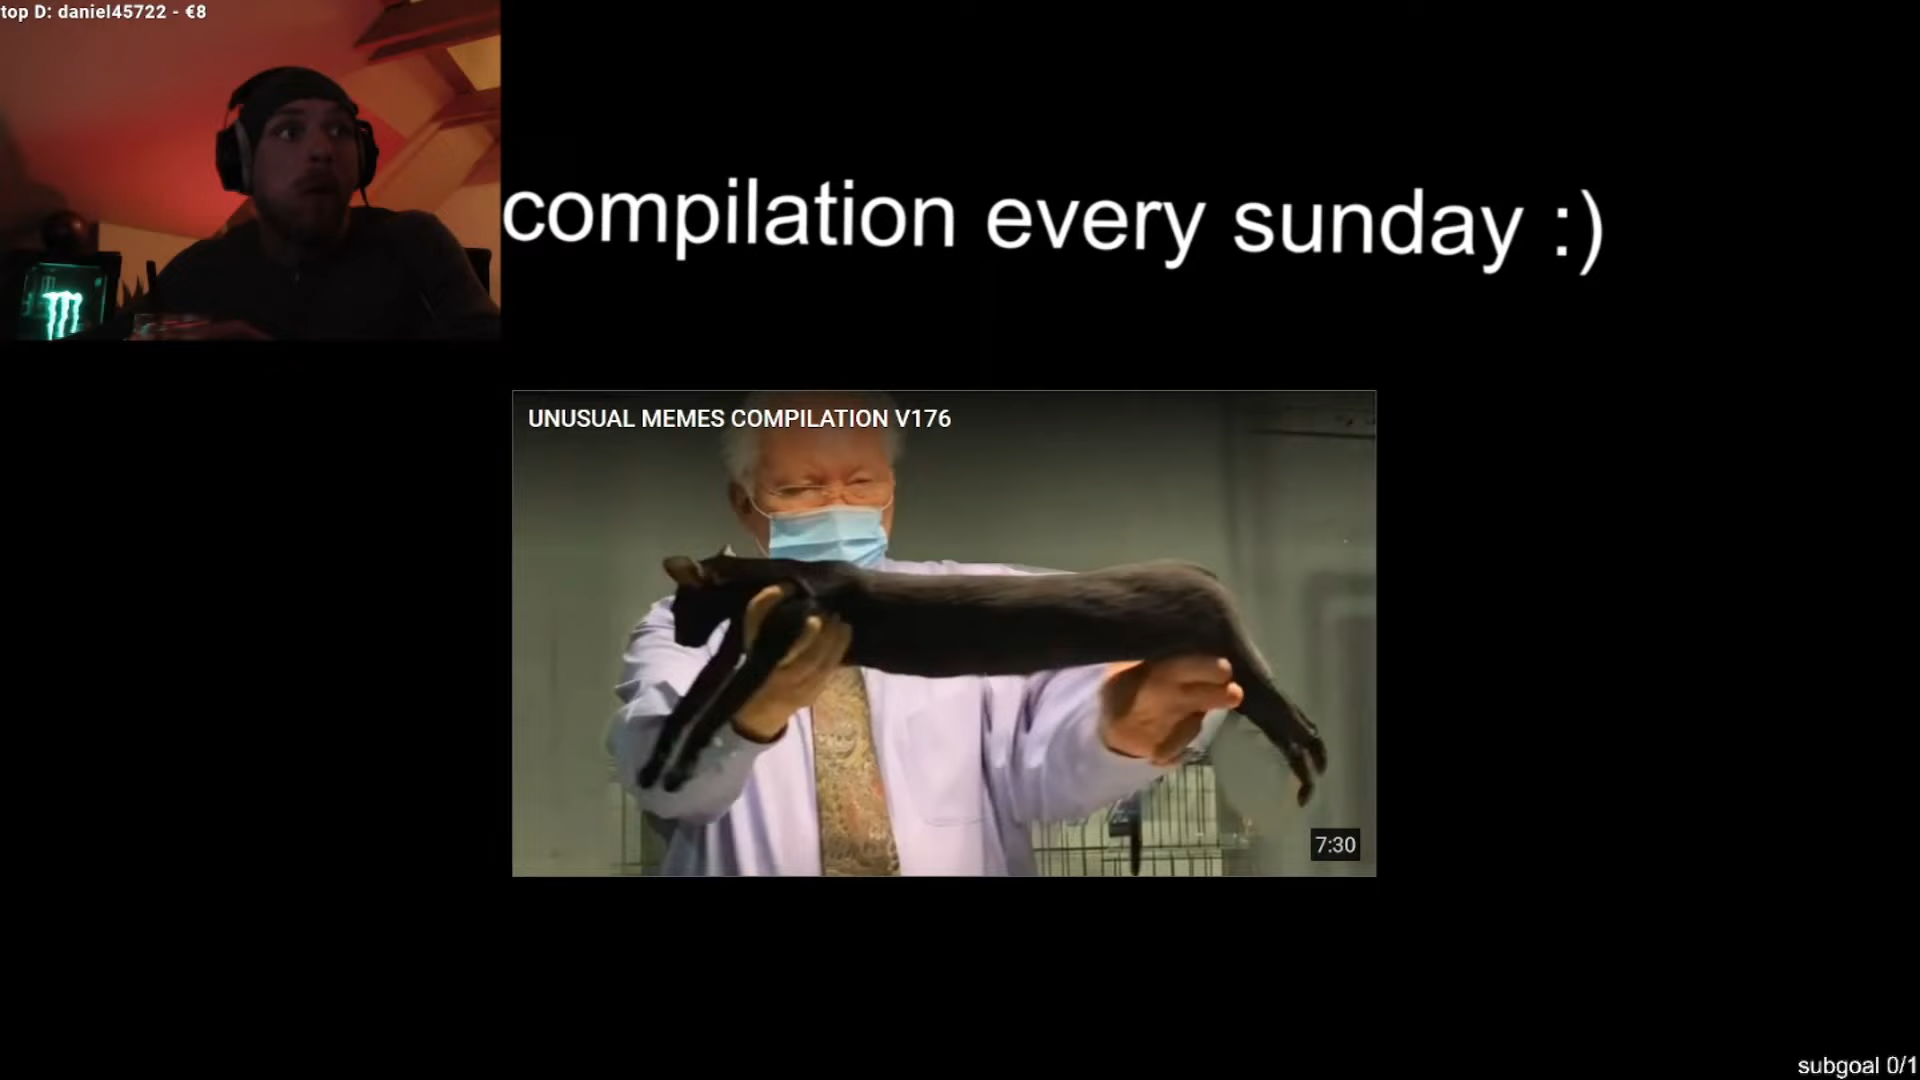 top D: daniel45722 - €8
compilation every sunday :)
UNUSUAL MEMES COMPILATION V176
7:30
subgoal 0/1